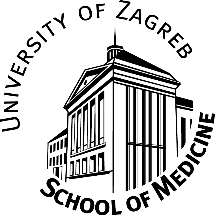 UNIVERSITY OF ZAGREB
SCHOOL OF MEDICINE